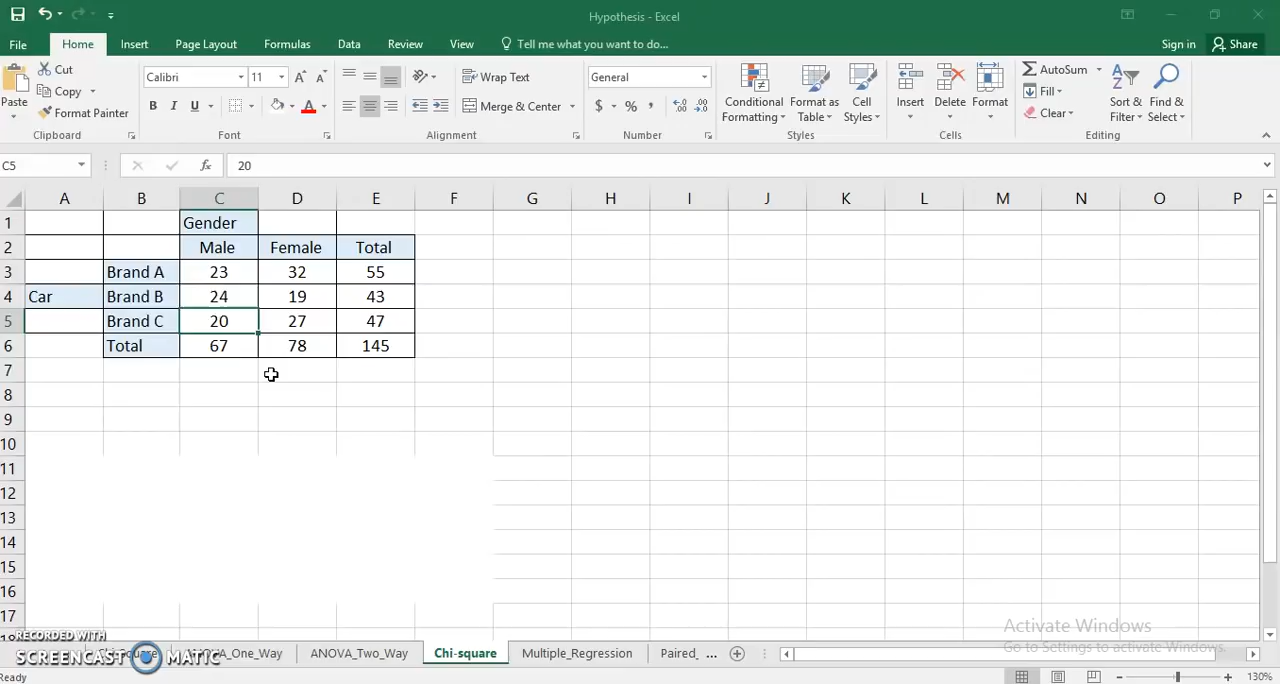 Hypothesis - Excel
File Home Insert Page Layout Formulas Data Review View Tell me what you want to do... Sign in Share
Paste Cut Copy Format Painter
Clipboard
Calibri 11 A A
B I U A
Font
Wrap Text
Merge & Center
Alignment
General
$ % ,
Number
Conditional Formatting Format as Table Cell Styles
Styles
Insert Delete Format
Cells
AutoSum Fill Clear
Sort & Filter Find & Select
Editing
C5 fx 20
A B C D E F G H I J K L M N O P
1 Gender
2 Male Female Total
3 Brand A 23 32 55
4 Car Brand B 24 19 43
5 Brand C 20 27 47
6 Total 67 78 145
7
8
9
10
11
12
13
14
15
16
17
18
Activate Windows
Go to Settings to activate Windows.
RECORDED WITH
SCREENCAST MATIC
ANOVA_Two_Way Chi-square Multiple_Regression Paired_ ...
Ready 130%